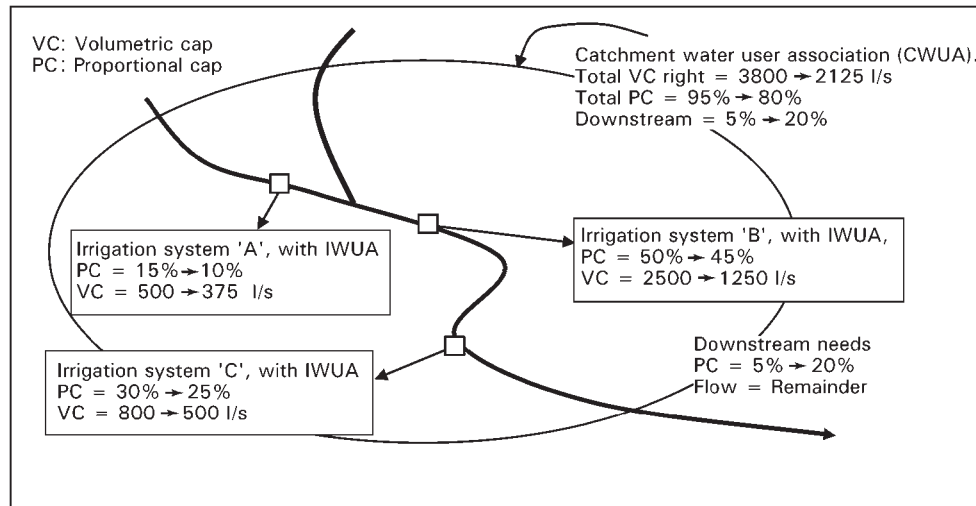 VC: Volumetric cap
PC: Proportional cap
Catchment water user association (CWUA).
Total VC right = 3800 → 2125 l/s
Total PC = 95% → 80%
Downstream = 5% → 20%
Irrigation system 'A', with IWUA
PC = 15% → 10%
VC = 500 → 375 l/s
Irrigation system 'B', with IWUA,
PC = 50% → 45%
VC = 2500 → 1250 l/s
Irrigation system 'C', with IWUA
PC = 30% → 25%
VC = 800 → 500 l/s
Downstream needs
PC = 5% → 20%
Flow = Remainder